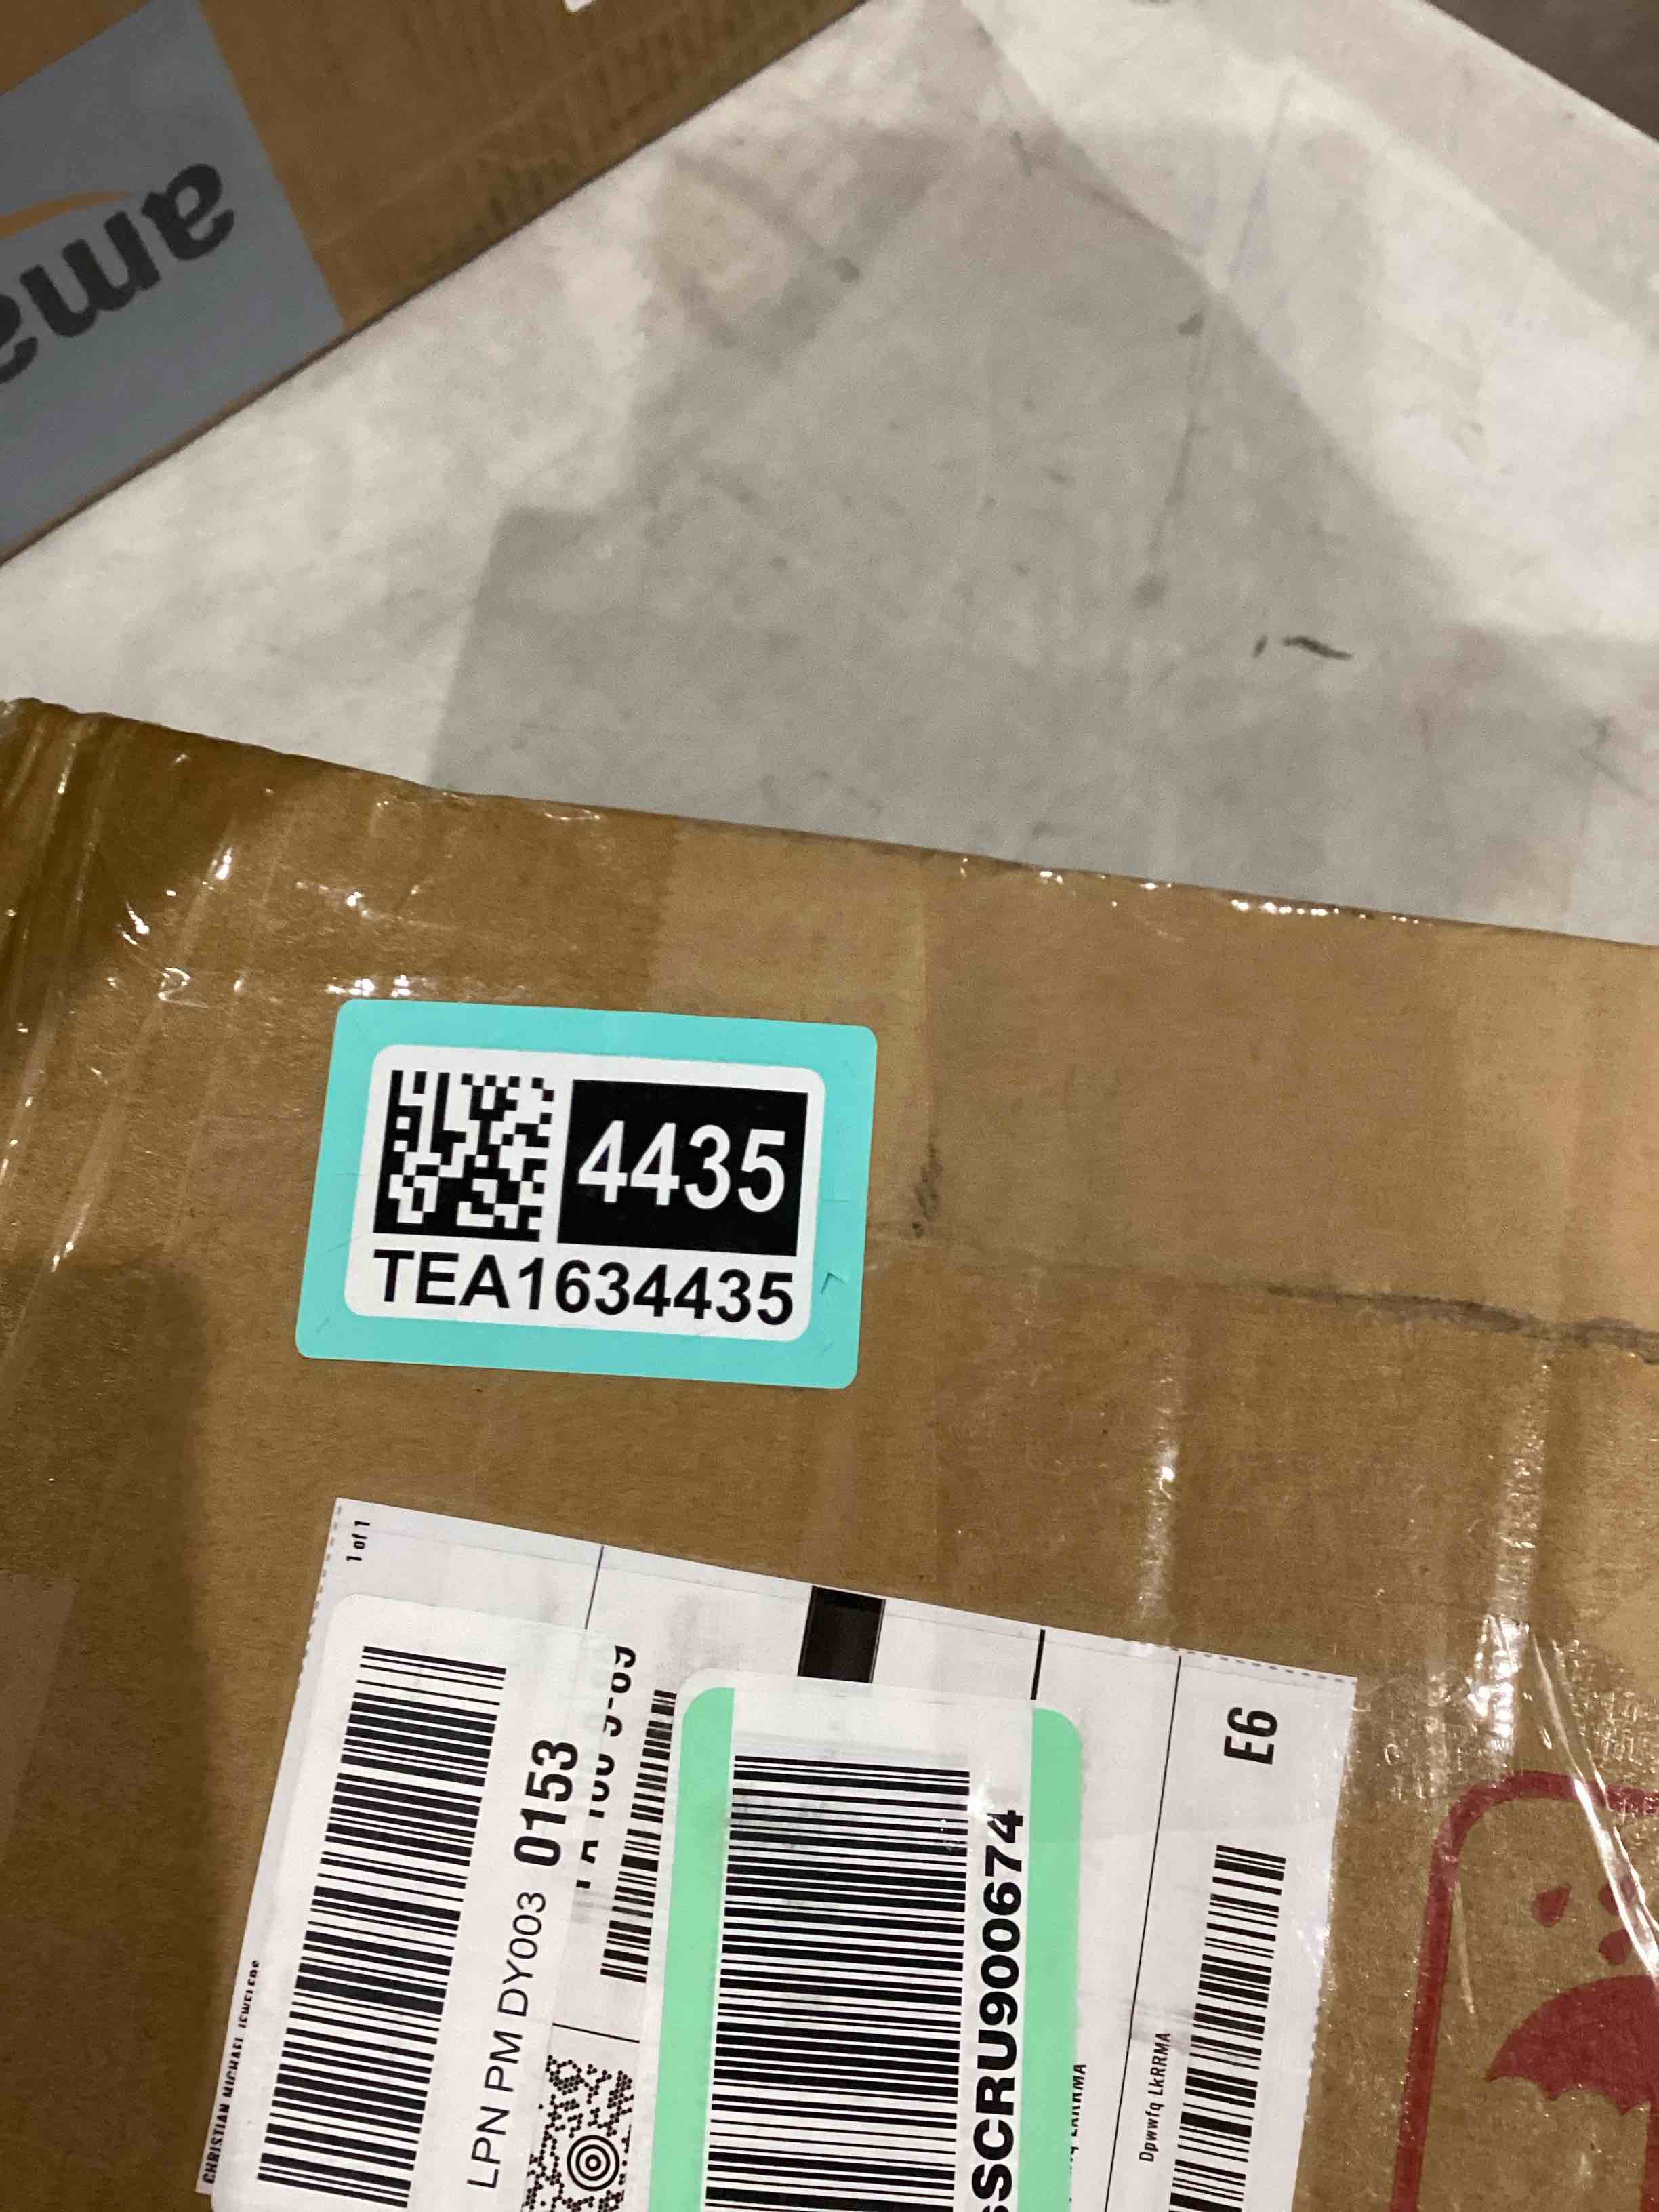 ama
4435
TEA1634435
1 of 1
CHRISTIAN MICHAEL JEWELERS
LPN PM DY003 0153
SSCRU900674
Dpwwfq LkRRMA
E6